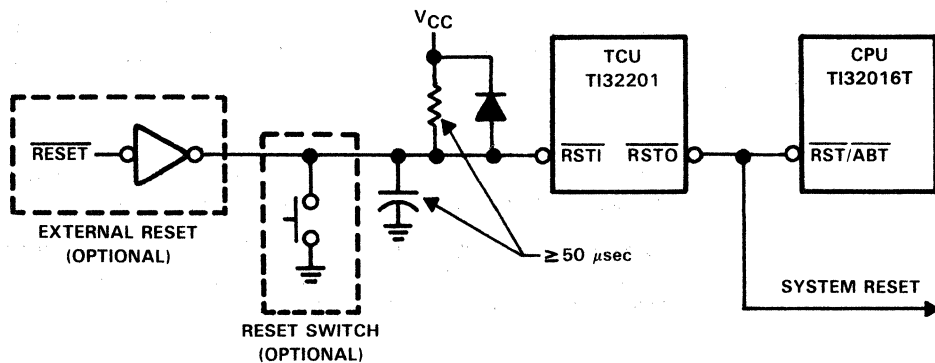 VCC
TCU
TI32201
CPU
TI32016T
RESET
RSTI
RSTO
RST/ABT
EXTERNAL RESET
(OPTIONAL)
≥50 μsec
SYSTEM RESET
RESET SWITCH
(OPTIONAL)